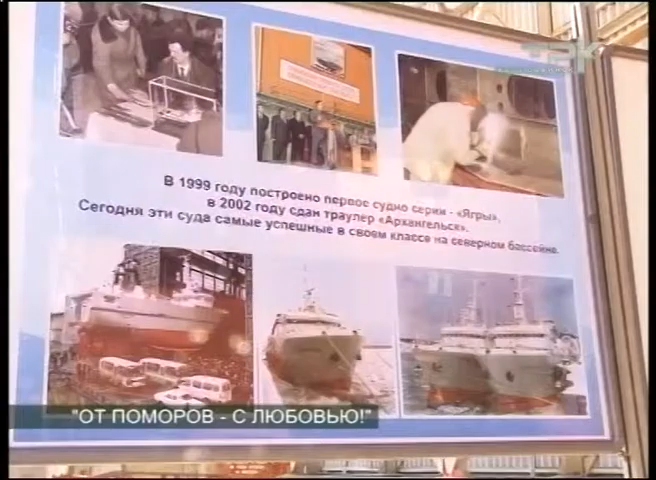 ТАК
В 1999 году построено первое судно серии - «Ягры»,
в 2002 году сдан траулер «Архангельск».
Сегодня эти суда самые успешные в своем классе на северном бассейне.
"ОТ ПОМОРОВ - С ЛЮБОВЬЮ!"